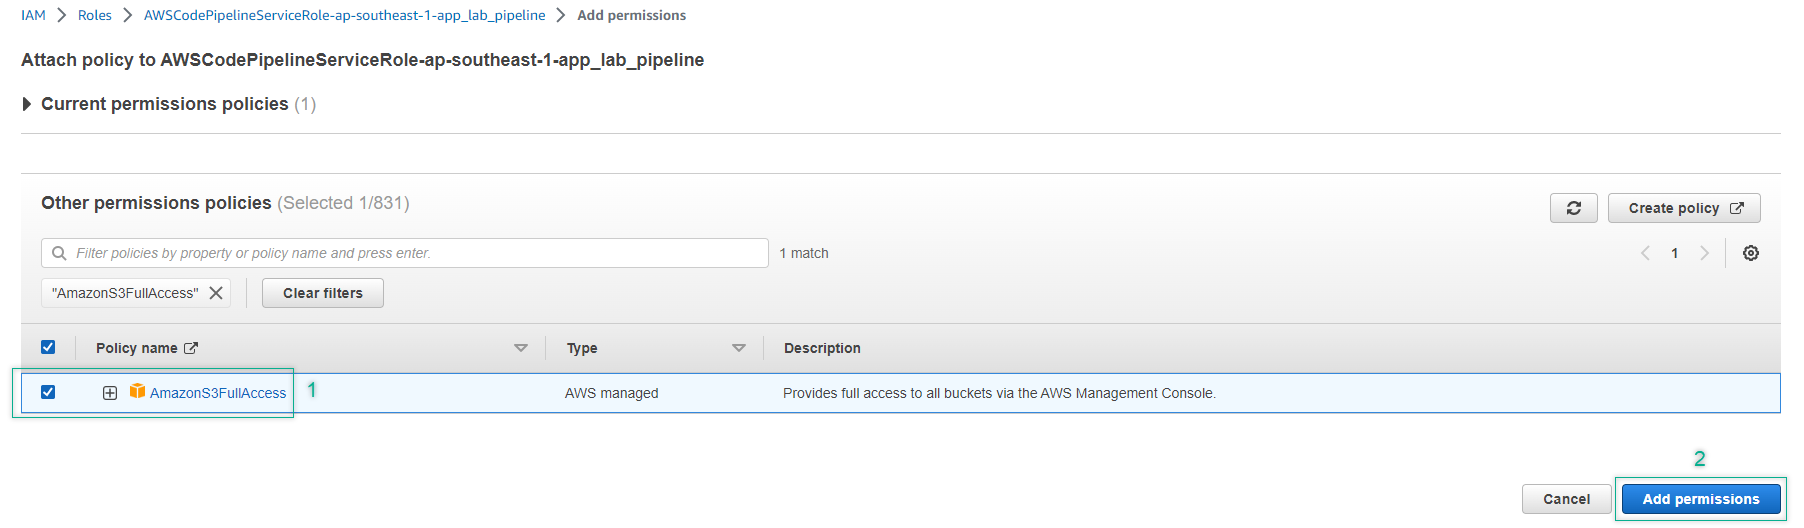 IAM > Roles > AWSCodePipelineServiceRole-ap-southeast-1-app_lab_pipeline > Add permissions
Attach policy to AWSCodePipelineServiceRole-ap-southeast-1-app_lab_pipeline
Current permissions policies (1)
Other permissions policies (Selected 1/831)
Create policy
Filter policies by property or policy name and press enter.
1 match
1
"AmazonS3FullAccess"
Clear filters
Policy name
Type
Description
AmazonS3FullAccess
1
AWS managed
Provides full access to all buckets via the AWS Management Console.
2
Cancel
Add permissions